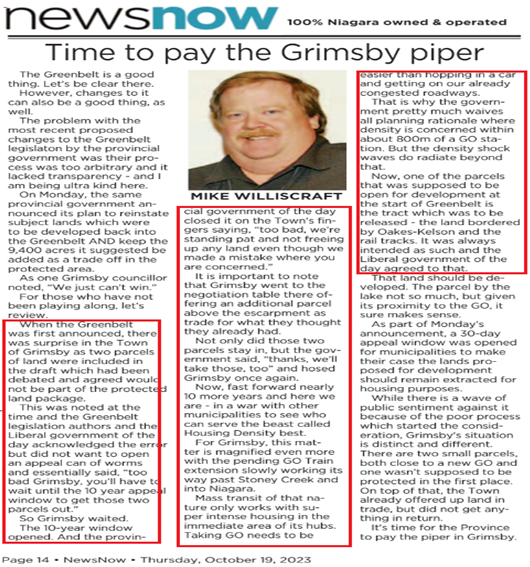 newsnow 100% Niagara owned & operated
Time to pay the Grimsby piper
The Greenbelt is a good
thing. Let's be clear there.
However, changes to it
can also be a good thing, as
well.
The problem with the
most recent proposed
changes to the Greenbelt
legislation by the provincial
government was their pro-
cess was too arbitrary and it
lacked transparency - and I
am being ultra kind here.
On Monday, the same
provincial government an-
nounced its plan to reinstate
subject lands which were
to be developed back into
the Greenbelt AND keep the
9,400 acres it suggested be
added as a trade off in the
protected area.
As one Grimsby councillor
noted, "We just can't win."
For those who have not
been playing along, let's
review.
When the Greenbelt
was first announced, there
was surprise in the Town
of Grimsby as two parcels
of land were included in
the draft which had been
debated and agreed would
not be part of the protected
land package.
This was noted at the
time and the Greenbelt
legislation authors and the
Liberal government of the
day acknowledged the error
but did not want to open
an appeal can of worms
and essentially said, "too
bad Grimsby, you'll have to
wait until the 10 year appeal
window to get those two
parcels out."
So Grimsby waited.
The 10-year window
opened. And the provin-
MIKE WILLISCRAFT
cial government of the day
closed it on the Town's fin-
gers saying, "too bad, we're
standing pat and not freeing
up any land even though we
made a mistake where you
are concerned."
It is important to note
that Grimsby went to the
negotiation table there of-
fering an additional parcel
above the escarpment as
trade for what they thought
they already had.
Not only did those two
parcels stay in, but the gov-
ernment said, "thanks, we'll
take those, too" and hosed
Grimsby once again.
Now, fast forward nearly
10 more years and here we
are - in a war with other
municipalities to see who
can serve the beast called
Housing Density best.
For Grimsby, this mat-
ter is magnified even more
with the pending GO Train
extension slowly working its
way past Stoney Creek and
into Niagara.
Mass transit of that na-
ture only works with su-
per intense housing in the
immediate area of its hubs.
Taking GO needs to be
easier than hopping in a car
and getting on our already
congested roadways.
That is why the govern-
ment pretty much waives
all planning rationale where
density is concerned within
about 800m of a GO sta-
tion. But the density shock
waves do radiate beyond
that.
Now, one of the parcels
that was supposed to be
open for development at
the start of Greenbelt is
the tract which was to be
released - the land bordered
by Oakes-Kelson and the
rail tracks. It was always
intended as such and the
Liberal government of the
day agreed to that.
That land should be de-
veloped. The parcel by the
lake not so much, but given
its proximity to the GO, it
sure makes sense.
As part of Monday's
announcement, a 30-day
appeal window was opened
for municipalities to make
their case the lands pro-
posed for development
should remain extracted for
housing purposes.
While there is a wave of
public sentiment against it
because of the poor process
which started the consid-
eration, Grimsby's situation
is distinct and different.
There are two small parcels,
both close to a new GO and
one wasn't supposed to be
protected in the first place.
On top of that, the Town
already offered up land in
trade, but did not get any-
thing in return.
It's time for the Province
to pay the piper in Grimsby.
Page 14 • NewsNow • Thursday, October 19, 2023